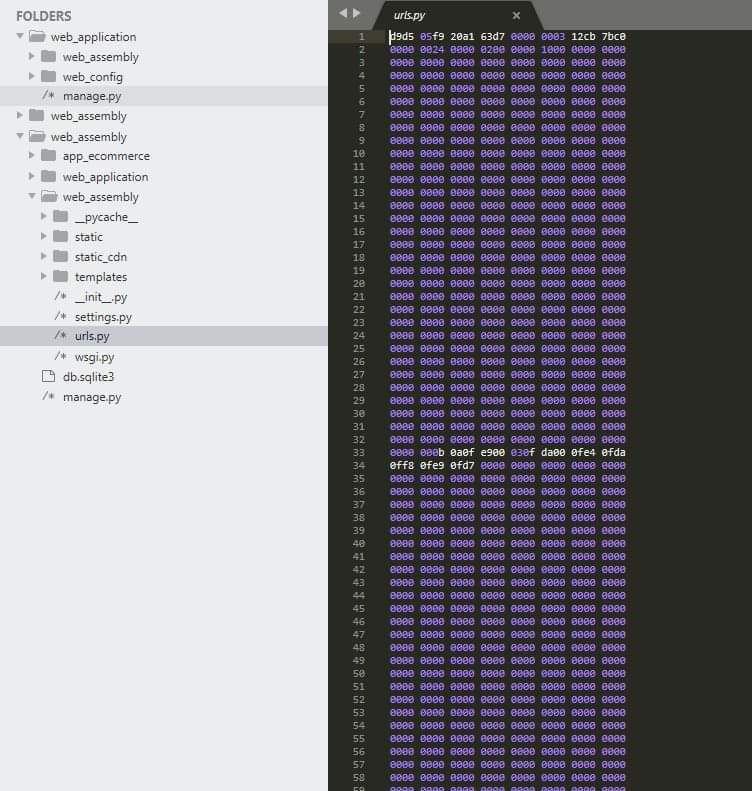 FOLDERS
web_application
web_assembly
web_config
/* manage.py
web_assembly
web_assembly
app_ecommerce
web_application
web_assembly
__pycache__
static
static_cdn
templates
/* __init__.py
/* settings.py
/* urls.py
/* wsgi.py
db.sqlite3
/* manage.py
urls.py ×
1 d9d5 05f9 20a1 63d7 0000 0003 12cb 7bc0
2 0000 0024 0000 0200 0000 1000 0000 0000
3 0000 0000 0000 0000 0000 0000 0000 0000
4 0000 0000 0000 0000 0000 0000 0000 0000
5 0000 0000 0000 0000 0000 0000 0000 0000
6 0000 0000 0000 0000 0000 0000 0000 0000
7 0000 0000 0000 0000 0000 0000 0000 0000
8 0000 0000 0000 0000 0000 0000 0000 0000
9 0000 0000 0000 0000 0000 0000 0000 0000
10 0000 0000 0000 0000 0000 0000 0000 0000
11 0000 0000 0000 0000 0000 0000 0000 0000
12 0000 0000 0000 0000 0000 0000 0000 0000
13 0000 0000 0000 0000 0000 0000 0000 0000
14 0000 0000 0000 0000 0000 0000 0000 0000
15 0000 0000 0000 0000 0000 0000 0000 0000
16 0000 0000 0000 0000 0000 0000 0000 0000
17 0000 0000 0000 0000 0000 0000 0000 0000
18 0000 0000 0000 0000 0000 0000 0000 0000
19 0000 0000 0000 0000 0000 0000 0000 0000
20 0000 0000 0000 0000 0000 0000 0000 0000
21 0000 0000 0000 0000 0000 0000 0000 0000
22 0000 0000 0000 0000 0000 0000 0000 0000
23 0000 0000 0000 0000 0000 0000 0000 0000
24 0000 0000 0000 0000 0000 0000 0000 0000
25 0000 0000 0000 0000 0000 0000 0000 0000
26 0000 0000 0000 0000 0000 0000 0000 0000
27 0000 0000 0000 0000 0000 0000 0000 0000
28 0000 0000 0000 0000 0000 0000 0000 0000
29 0000 0000 0000 0000 0000 0000 0000 0000
30 0000 0000 0000 0000 0000 0000 0000 0000
31 0000 0000 0000 0000 0000 0000 0000 0000
32 0000 0000 0000 0000 0000 0000 0000 0000
33 0000 000b 0a0f e900 030f da00 0fe4 0fda
34 0ff8 0fe9 0fd7 0000 0000 0000 0000 0000
35 0000 0000 0000 0000 0000 0000 0000 0000
36 0000 0000 0000 0000 0000 0000 0000 0000
37 0000 0000 0000 0000 0000 0000 0000 0000
38 0000 0000 0000 0000 0000 0000 0000 0000
39 0000 0000 0000 0000 0000 0000 0000 0000
40 0000 0000 0000 0000 0000 0000 0000 0000
41 0000 0000 0000 0000 0000 0000 0000 0000
42 0000 0000 0000 0000 0000 0000 0000 0000
43 0000 0000 0000 0000 0000 0000 0000 0000
44 0000 0000 0000 0000 0000 0000 0000 0000
45 0000 0000 0000 0000 0000 0000 0000 0000
46 0000 0000 0000 0000 0000 0000 0000 0000
47 0000 0000 0000 0000 0000 0000 0000 0000
48 0000 0000 0000 0000 0000 0000 0000 0000
49 0000 0000 0000 0000 0000 0000 0000 0000
50 0000 0000 0000 0000 0000 0000 0000 0000
51 0000 0000 0000 0000 0000 0000 0000 0000
52 0000 0000 0000 0000 0000 0000 0000 0000
53 0000 0000 0000 0000 0000 0000 0000 0000
54 0000 0000 0000 0000 0000 0000 0000 0000
55 0000 0000 0000 0000 0000 0000 0000 0000
56 0000 0000 0000 0000 0000 0000 0000 0000
57 0000 0000 0000 0000 0000 0000 0000 0000
58 0000 0000 0000 0000 0000 0000 0000 0000